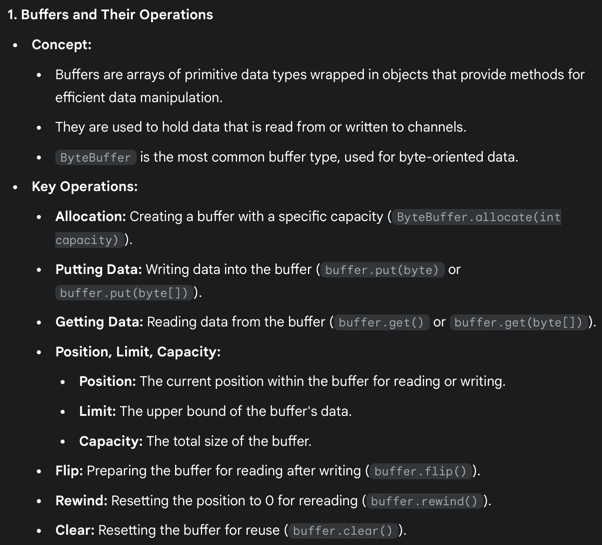 1. Buffers and Their Operations
• Concept:
• Buffers are arrays of primitive data types wrapped in objects that provide methods for
efficient data manipulation.
• They are used to hold data that is read from or written to channels.
• ByteBuffer is the most common buffer type, used for byte-oriented data.
• Key Operations:
• Allocation: Creating a buffer with a specific capacity ( ByteBuffer.allocate(int
capacity) ).
• Putting Data: Writing data into the buffer ( buffer.put(byte) or
buffer.put(byte[]) ).
• Getting Data: Reading data from the buffer ( buffer.get() or buffer.get(byte[]) ).
• Position, Limit, Capacity:
• Position: The current position within the buffer for reading or writing.
• Limit: The upper bound of the buffer's data.
• Capacity: The total size of the buffer.
• Flip: Preparing the buffer for reading after writing ( buffer.flip() ).
• Rewind: Resetting the position to 0 for rereading ( buffer.rewind() ).
• Clear: Resetting the buffer for reuse ( buffer.clear() ).